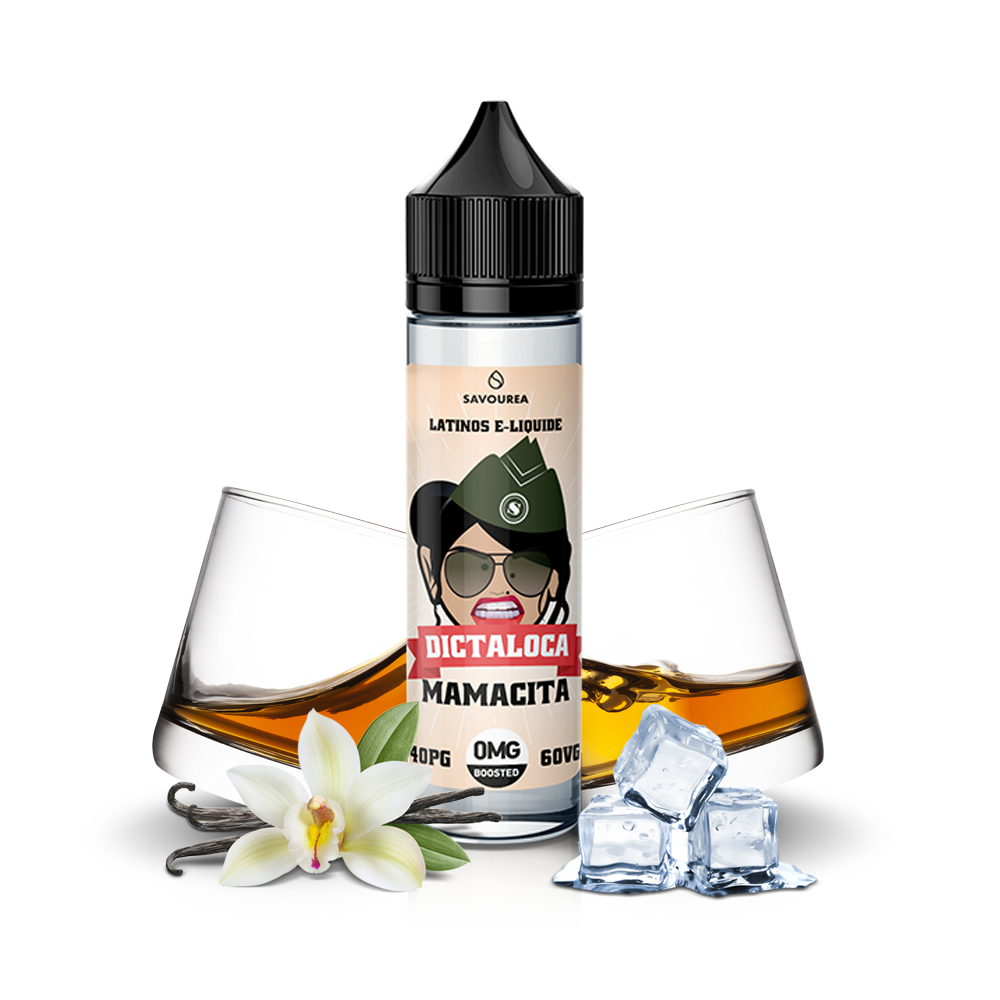 SAVOUREA
LATINOS E-LIQUIDE
S
DICTALOCA
MAMACITA
40PG 0MG 60VG
BOOSTED